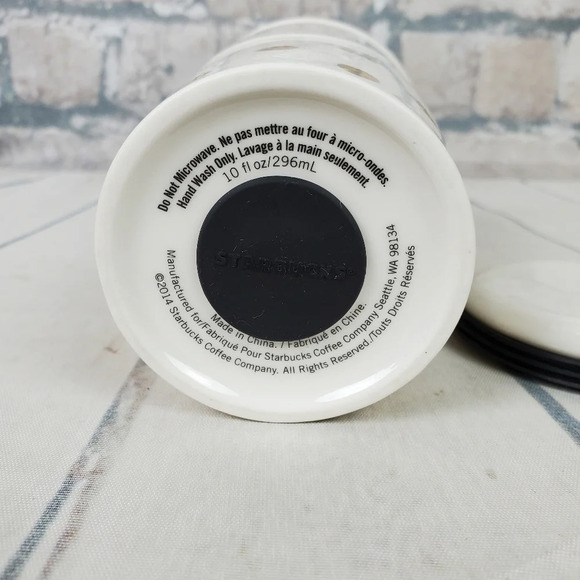 Do Not Microwave. Ne pas mettre au four à micro-ondes.
Hand Wash Only. Lavage à la main seulement.
10 fl oz/296mL
STARBUCKS
Made in China. / Fabriqué en Chine.
Manufactured for/Fabriqué Pour Starbucks Coffee Company Seattle, WA 98134
©2014 Starbucks Coffee Company. All Rights Reserved./Touts Droits Réservés